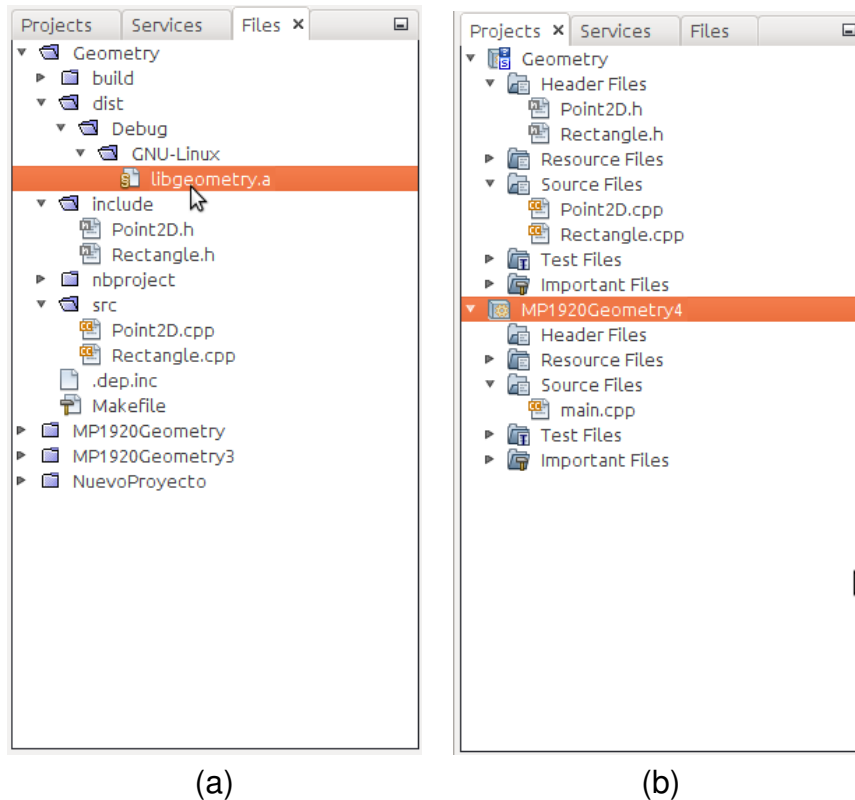 Projects Services Files
Geometry
build
dist
Debug
GNU-Linux
libgeometry.a
include
Point2D.h
Rectangle.h
nbproject
src
Point2D.cpp
Rectangle.cpp
.dep.inc
Makefile
MP1920Geometry
MP1920Geometry3
NuevoProyecto
(a)
Projects Services Files
Geometry
Header Files
Point2D.h
Rectangle.h
Resource Files
Source Files
Point2D.cpp
Rectangle.cpp
Test Files
Important Files
MP1920Geometry4
Header Files
Resource Files
Source Files
main.cpp
Test Files
Important Files
(b)